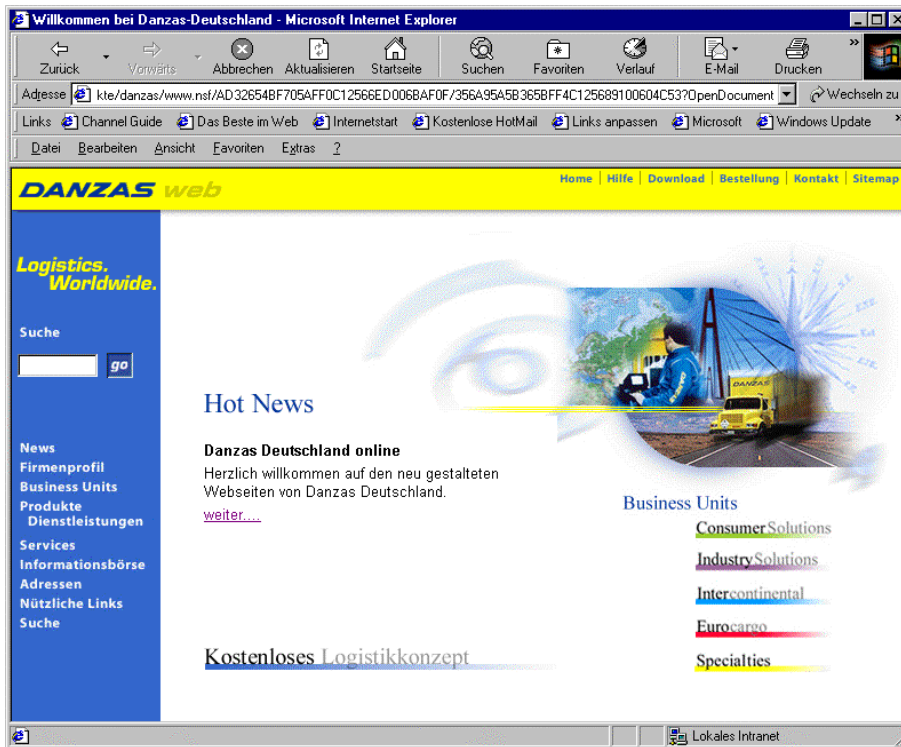 Willkommen bei Danzas-Deutschland - Microsoft Internet Explorer
Zurück Vorwärts Abbrechen Aktualisieren Startseite Suchen Favoriten Verlauf E-Mail Drucken »
Adresse kte/danzas/www.nsf/AD32654BF705AFF0C12566ED006BAF0F/356A95A5B365BFF4C125689100604C53?OpenDocument Wechseln zu
Links Channel Guide Das Beste im Web Internetstart Kostenlose HotMail Links anpassen Microsoft Windows Update »
Datei Bearbeiten Ansicht Favoriten Extras ?
DANZAS web
Home | Hilfe | Download | Bestellung | Kontakt | Sitemap
Logistics.
Worldwide.
Suche
go
News
Firmenprofil
Business Units
Produkte
Dienstleistungen
Services
Informationsbörse
Adressen
Nützliche Links
Suche
DANZAS
Hot News
Danzas Deutschland online
Herzlich willkommen auf den neu gestalteten
Webseiten von Danzas Deutschland.
weiter....
Kostenloses Logistikkonzept
Business Units
ConsumerSolutions
IndustrySolutions
Intercontinental
Eurocargo
Specialties
Lokales Intranet